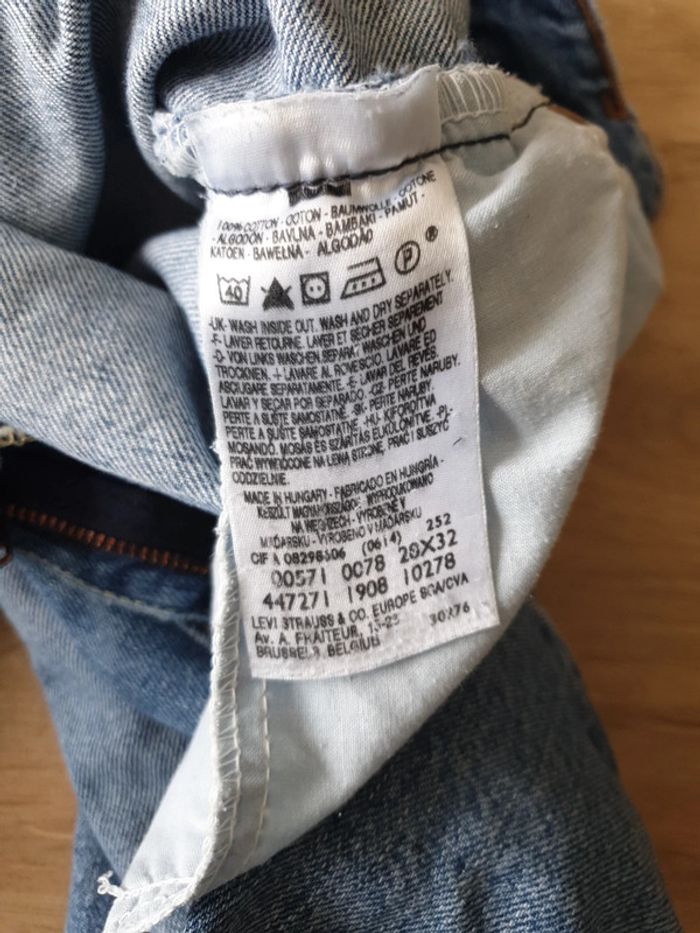 100% COTTON - COTON - BAUMWOLLE - COTONE
- ALGODÓN - BAVLNA - BAMBAKI - PAMUT -
KATOEN - BAWEŁNA - ALGODÃO
40 P ®
-UK- WASH INSIDE OUT. WASH AND DRY SEPARATELY.
-F- LAVER RETOURNE. LAVER ET SECHER SEPAREMENT
-D- VON LINKS WASCHEN. SEPARAT WASCHEN UND
TROCKNEN. -I- LAVARE AL ROVESCIO. LAVARE ED
ASCIUGARE SEPARATAMENTE. -E- LAVAR DEL REVES.
LAVAR Y SECAR POR SEPARADO. -CZ- PERTE NARUBY.
PERTE A SUŠTE SAMOSTATNĚ. -SK- PERTE NARUBY.
PERTE A SUŠTE SAMOSTATNE. -HU- KIFORDÍTVA
MOSANDÓ. MOSÁS ÉS SZÁRÍTÁS ELKÜLÖNÍTVE -PL-
PRAĆ WYWRÓCONE NA LEWĄ STRONĘ, PRAĆ I SUSZYĆ
ODDZIELNIE.
MADE IN HUNGARY - FABRICADO EN HUNGRÍA -
KÉSZÜLT MAGYARORSZÁGON - WYPRODUKOWANO
NA WĘGRZECH - VYROBENÉ V
MAĎARSKU - VYROBENO V MAĎARSKU
CIF A 08298506 (0614) 252
00571 0078 28X32
447271 1908 10278
LEVI STRAUSS & CO. EUROPE SCA/CVA
Av. A. FRAITEUR, 15-23 30X76
BRUSSELS, BELGIUM